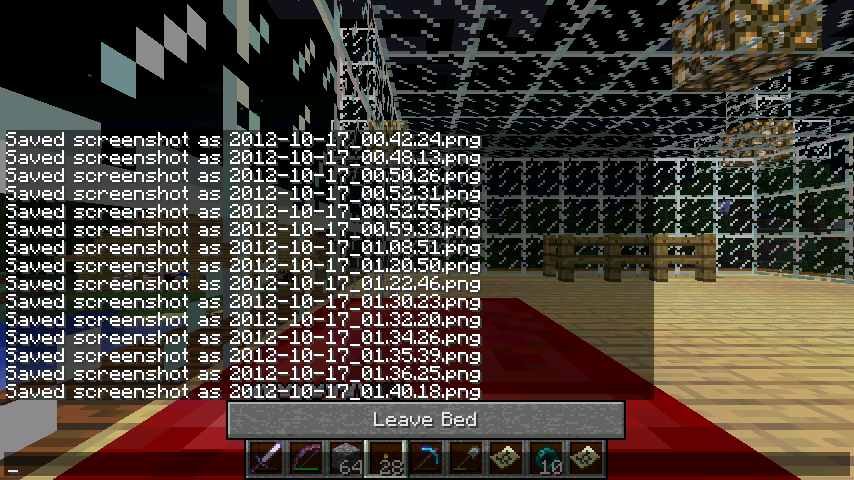 Saved screenshot as 2012-10-17_00.42.24.png
Saved screenshot as 2012-10-17_00.48.13.png
Saved screenshot as 2012-10-17_00.50.26.png
Saved screenshot as 2012-10-17_00.52.31.png
Saved screenshot as 2012-10-17_00.52.55.png
Saved screenshot as 2012-10-17_00.59.33.png
Saved screenshot as 2012-10-17_01.08.51.png
Saved screenshot as 2012-10-17_01.20.50.png
Saved screenshot as 2012-10-17_01.22.46.png
Saved screenshot as 2012-10-17_01.30.23.png
Saved screenshot as 2012-10-17_01.32.20.png
Saved screenshot as 2012-10-17_01.34.26.png
Saved screenshot as 2012-10-17_01.35.39.png
Saved screenshot as 2012-10-17_01.36.25.png
Saved screenshot as 2012-10-17_01.40.18.png
Leave Bed
64 28 10
_